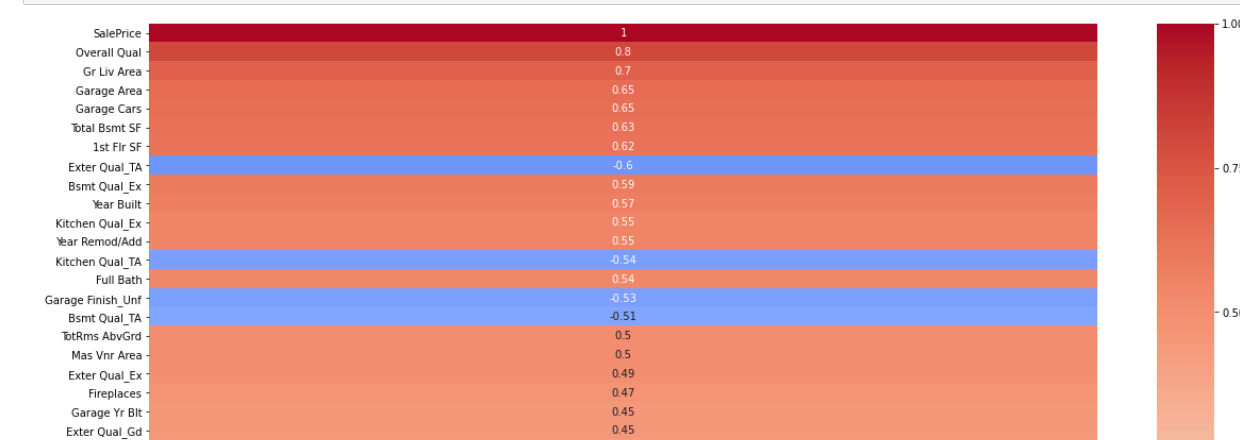 SalePrice 1
Overall Qual 0.8
Gr Liv Area 0.7
Garage Area 0.65
Garage Cars 0.65
Total Bsmt SF 0.63
1st Flr SF 0.62
Exter Qual_TA -0.6
Bsmt Qual_Ex 0.59
Year Built 0.57
Kitchen Qual_Ex 0.55
Year Remod/Add 0.55
Kitchen Qual_TA -0.54
Full Bath 0.54
Garage Finish_Unf -0.53
Bsmt Qual_TA -0.51
TotRms AbvGrd 0.5
Mas Vnr Area 0.5
Exter Qual_Ex 0.49
Fireplaces 0.47
Garage Yr Blt 0.45
Exter Qual_Gd 0.45
1.00
0.75
0.50